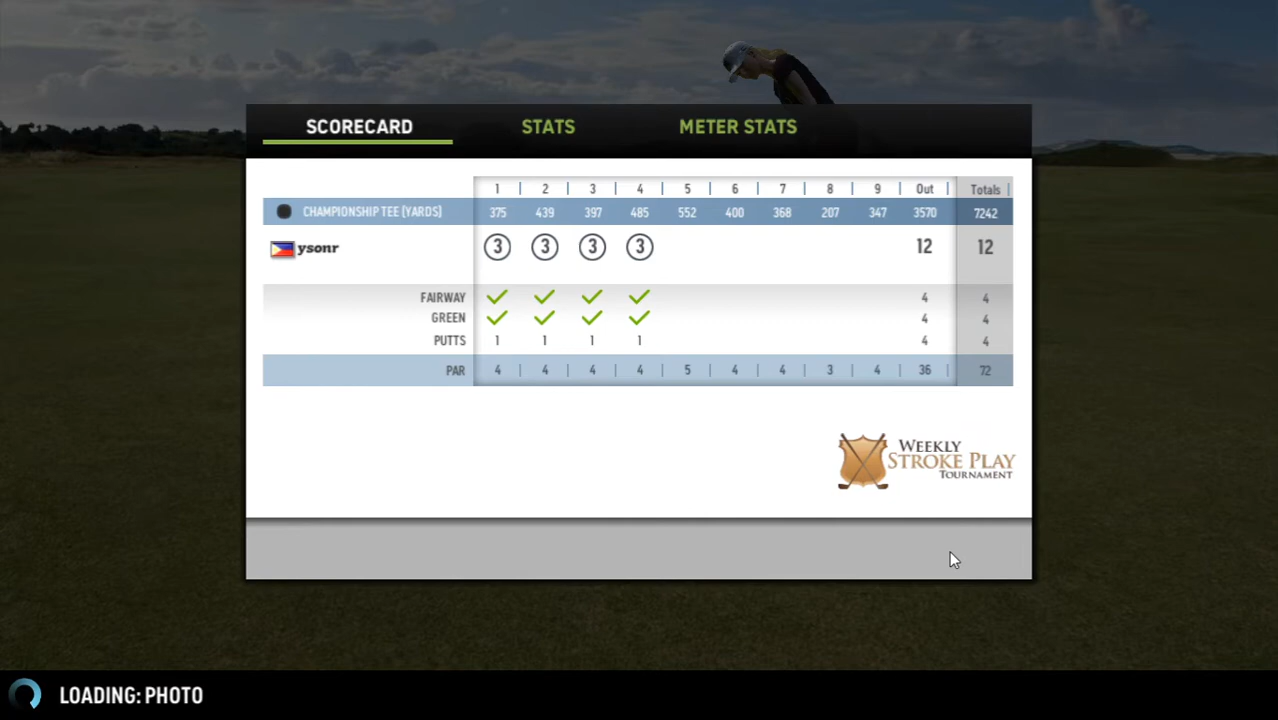 SCORECARD STATS METER STATS
1 | 2 | 3 | 4 | 5 | 6 | 7 | 8 | 9 | Out | Totals |
CHAMPIONSHIP TEE (YARDS) 375 439 397 485 552 400 368 207 347 3570 7242
ysonr 3 3 3 3 12 12
FAIRWAY 4 4
GREEN 4 4
PUTTS 1 1 1 1 4 4
PAR 4 | 4 | 4 | 4 | 5 | 4 | 4 | 3 | 4 | 36 | 72
WEEKLY
STROKE PLAY
TOURNAMENT
LOADING: PHOTO